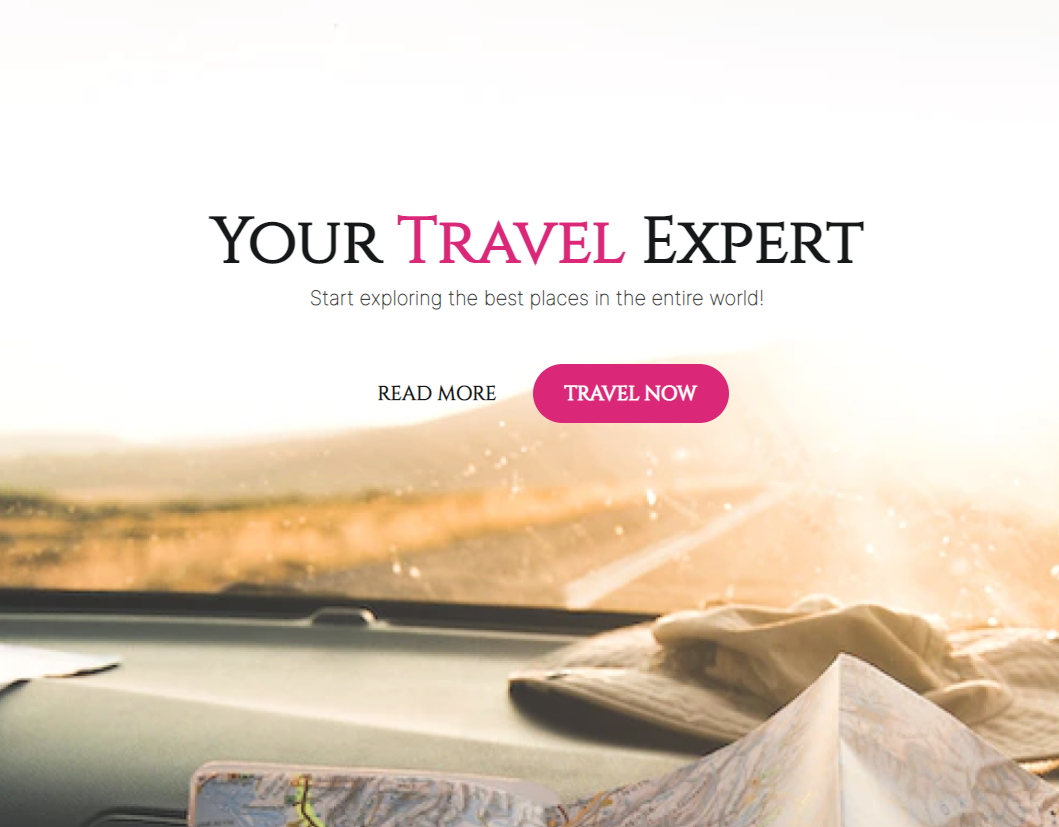 Your Travel Expert
Start exploring the best places in the entire world!
READ MORE
TRAVEL NOW